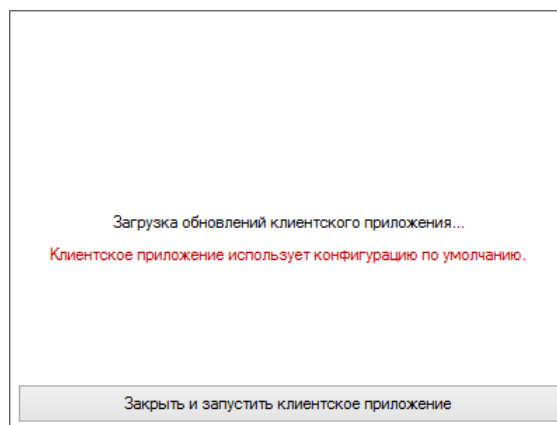 Загрузка обновлений клиентского приложения...
Клиентское приложение использует конфигурацию по умолчанию.
Закрыть и запустить клиентское приложение